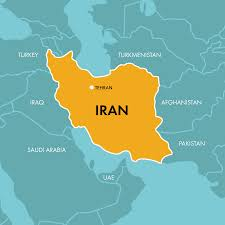 TURKEY
TURKMENISTAN
TEHRAN
IRAQ
IRAN
AFGHANISTAN
SAUDI ARABIA
PAKISTAN
UAE